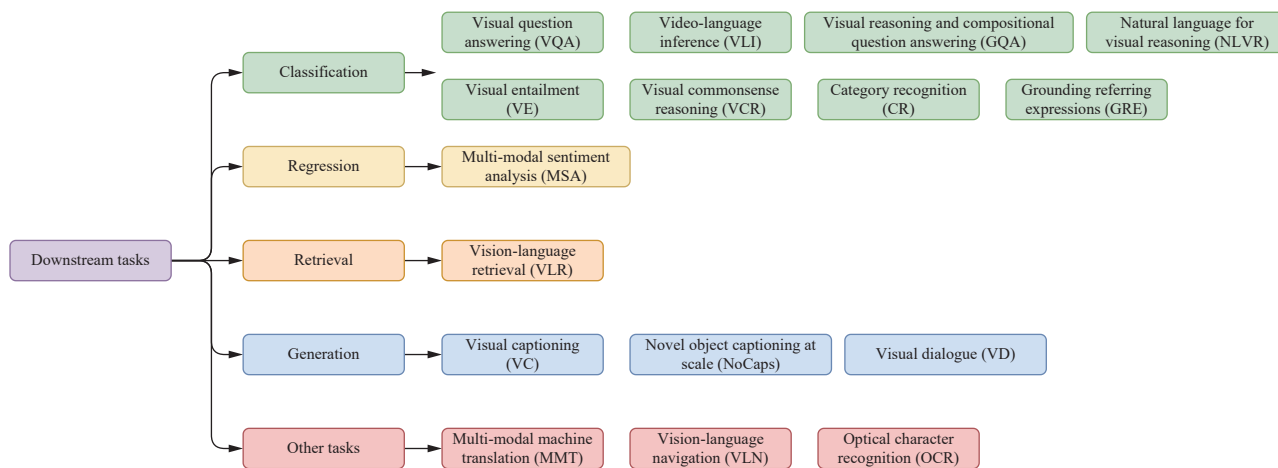 Visual question
answering (VQA)
Video-language
inference (VLI)
Visual reasoning and compositional
question answering (GQA)
Natural language for
visual reasoning (NLVR)
Classification
Visual entailment
(VE)
Visual commonsense
reasoning (VCR)
Category recognition
(CR)
Grounding referring
expressions (GRE)
Regression
Multi-modal sentiment
analysis (MSA)
Downstream tasks
Retrieval
Vision-language
retrieval (VLR)
Generation
Visual captioning
(VC)
Novel object captioning at
scale (NoCaps)
Visual dialogue (VD)
Other tasks
Multi-modal machine
translation (MMT)
Vision-language
navigation (VLN)
Optical character
recognition (OCR)